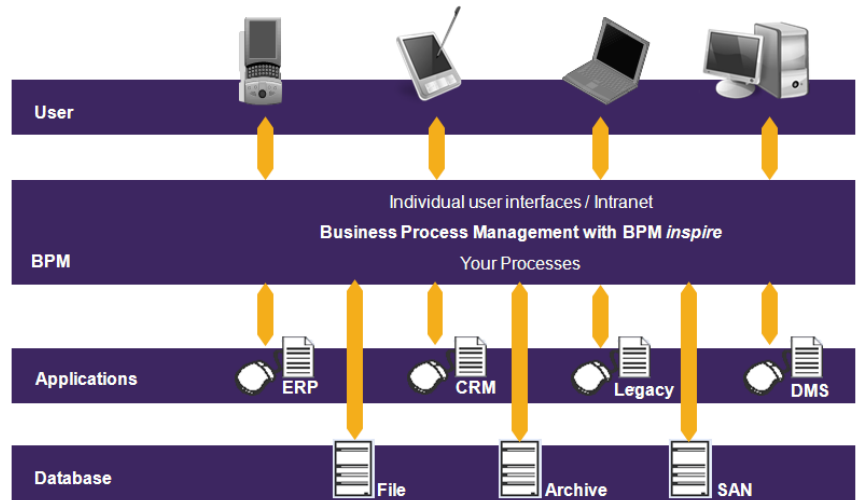 User
Individual user interfaces / Intranet
Business Process Management with BPM inspire
Your Processes
BPM
Applications
ERP
CRM
Legacy
DMS
Database
File
Archive
SAN